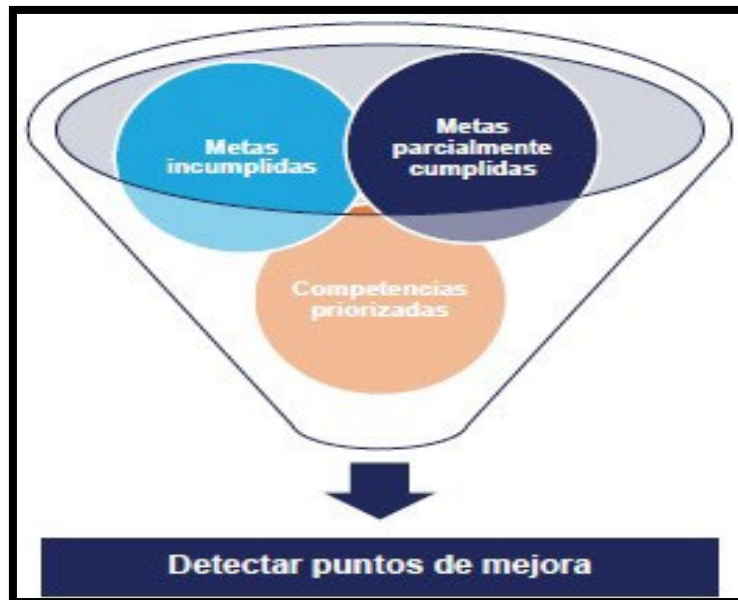 Metas
incumplidas
Metas
parcialmente
cumplidas
Competencias
priorizadas
Detectar puntos de mejora